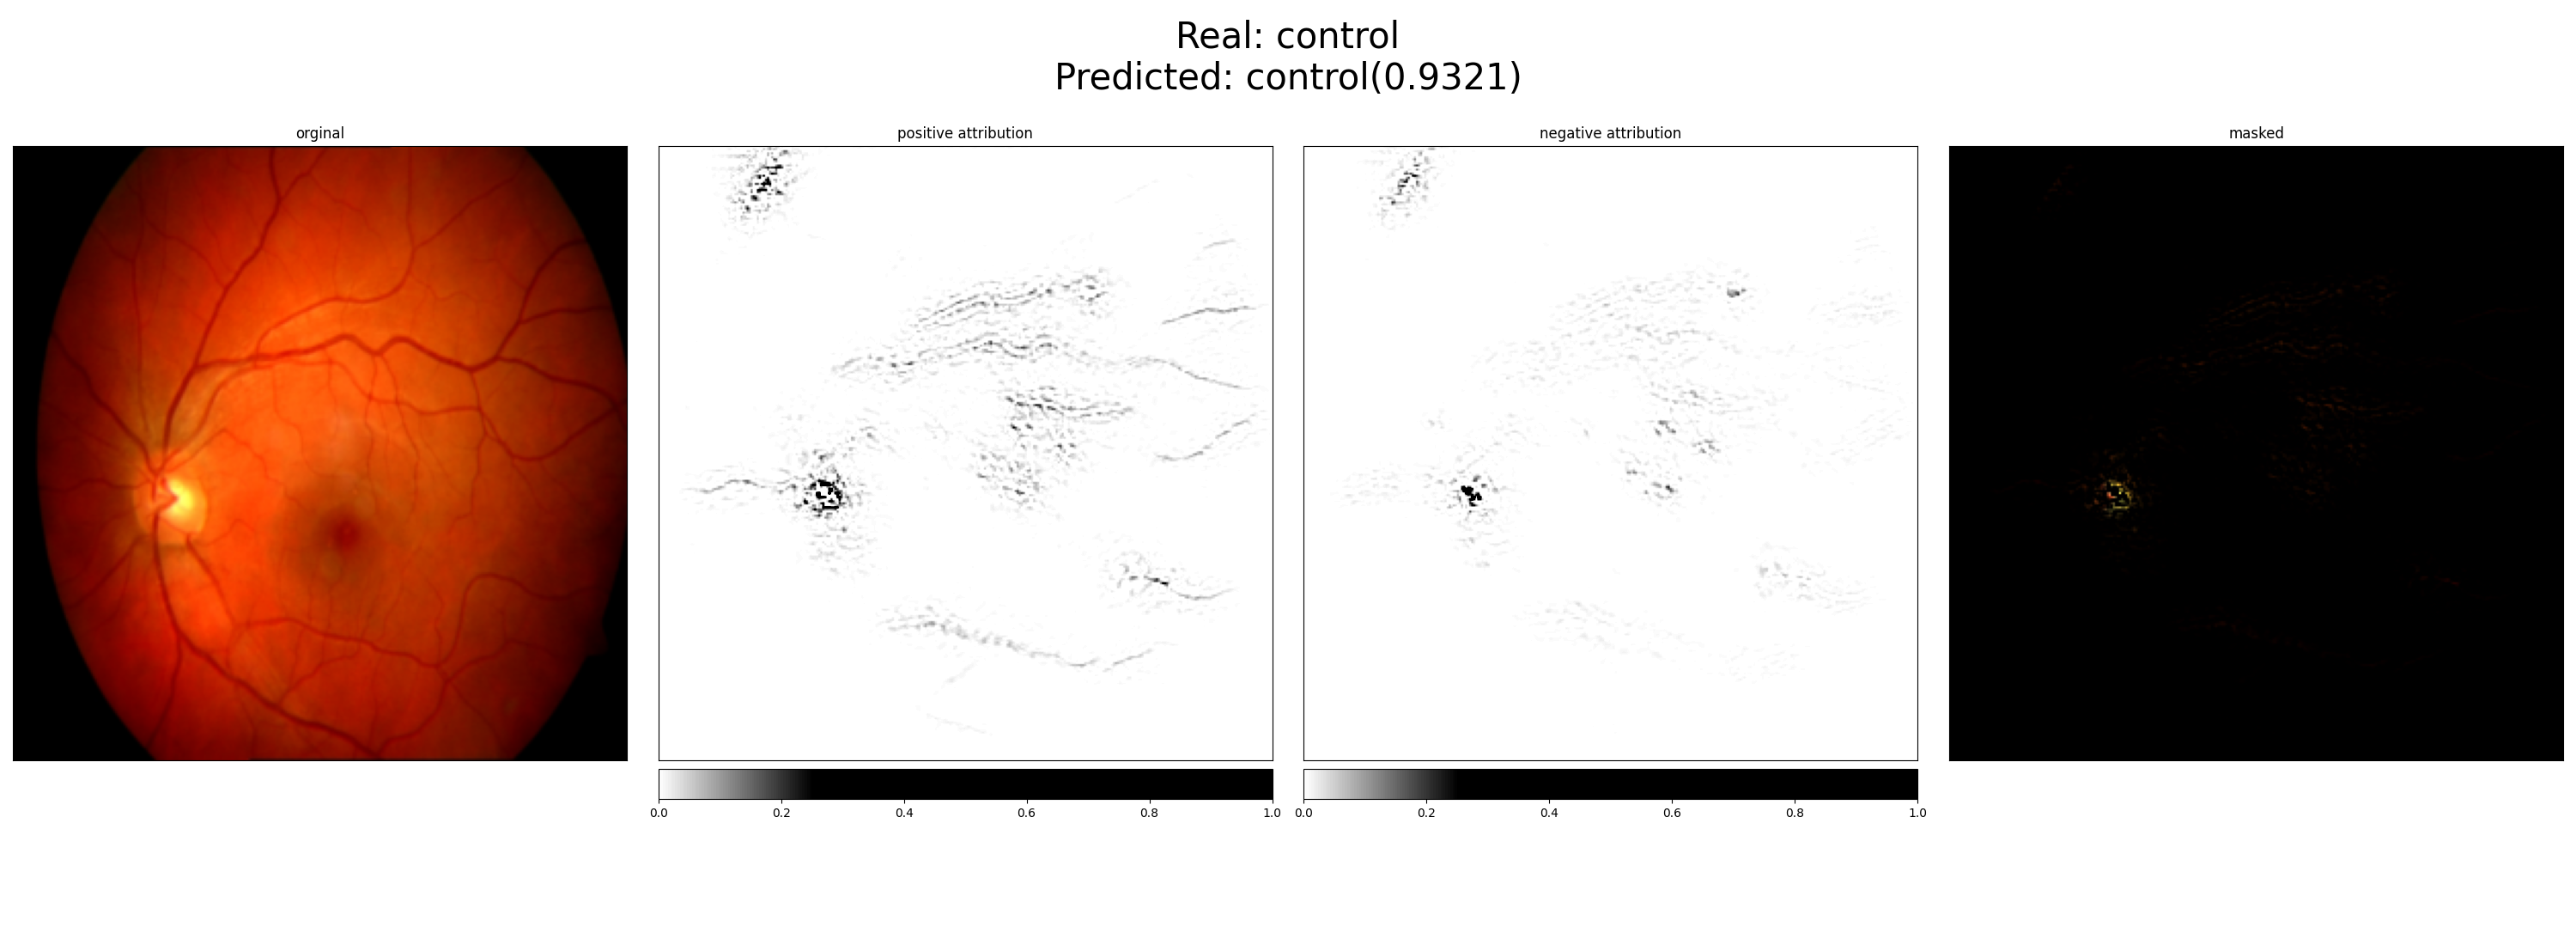 Real: control
Predicted: control(0.9321)
orginal
positive attribution
negative attribution
masked
0.0 0.2 0.4 0.6 0.8 1.0
0.0 0.2 0.4 0.6 0.8 1.0